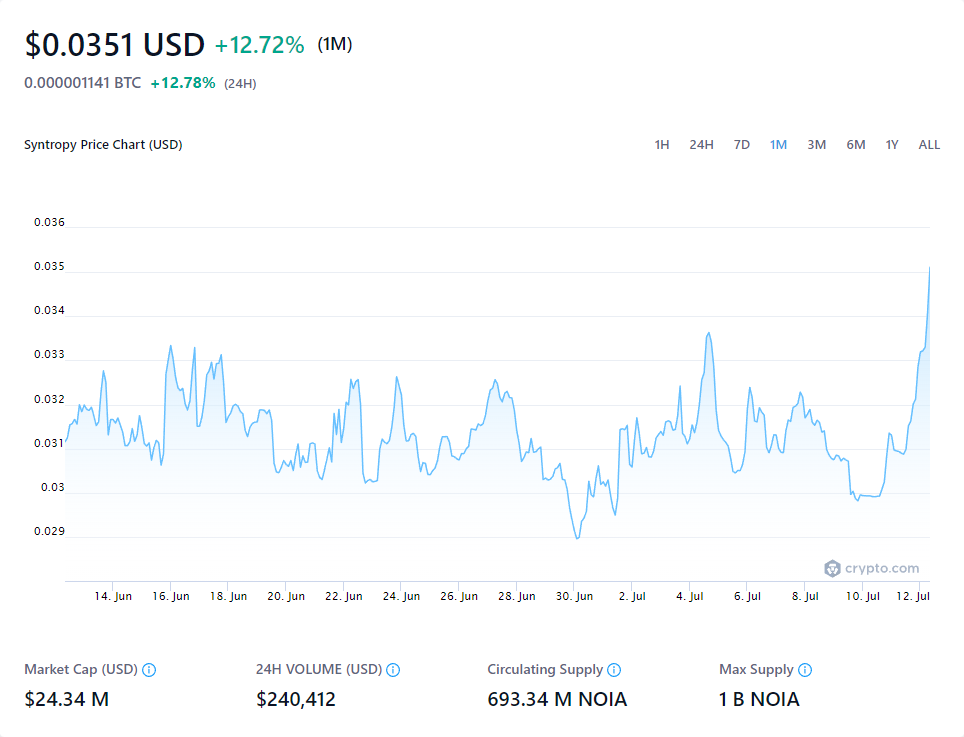 $0.0351 USD +12.72% (1M)
0.000001141 BTC +12.78% (24H)
Syntropy Price Chart (USD) 1H 24H 7D 1M 3M 6M 1Y ALL
0.036
0.035
0.034
0.033
0.032
0.031
0.03
0.029
crypto.com
14. Jun 16. Jun 18. Jun 20. Jun 22. Jun 24. Jun 26. Jun 28. Jun 30. Jun 2. Jul 4. Jul 6. Jul 8. Jul 10. Jul 12. Jul
Market Cap (USD) 24H VOLUME (USD) Circulating Supply Max Supply
$24.34 M $240,412 693.34 M NOIA 1 B NOIA